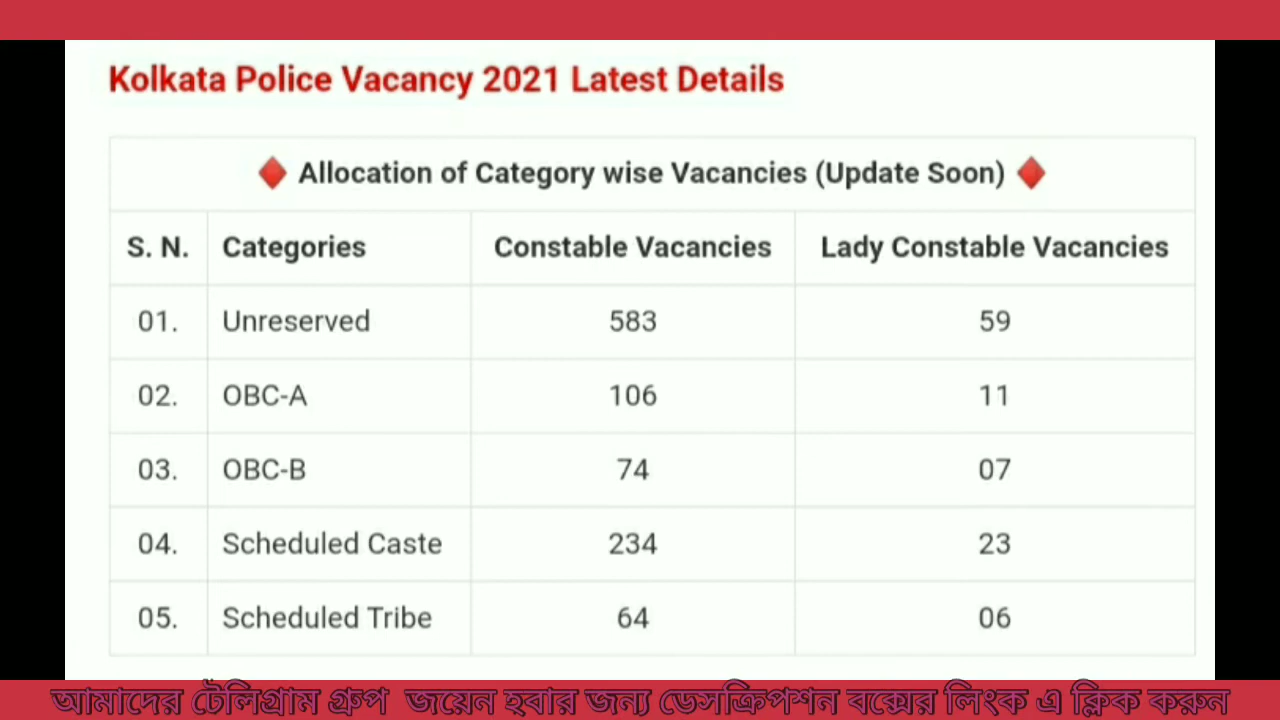 Kolkata Police Vacancy 2021 Latest Details
♦ Allocation of Category wise Vacancies (Update Soon) ♦
S. N. Categories Constable Vacancies Lady Constable Vacancies
01. Unreserved 583 59
02. OBC-A 106 11
03. OBC-B 74 07
04. Scheduled Caste 234 23
05. Scheduled Tribe 64 06
আমাদের টেলিগ্রাম গ্রুপ জয়েন হবার জন্য ডেসক্রিপশন বক্সের লিংক এ ক্লিক করুন